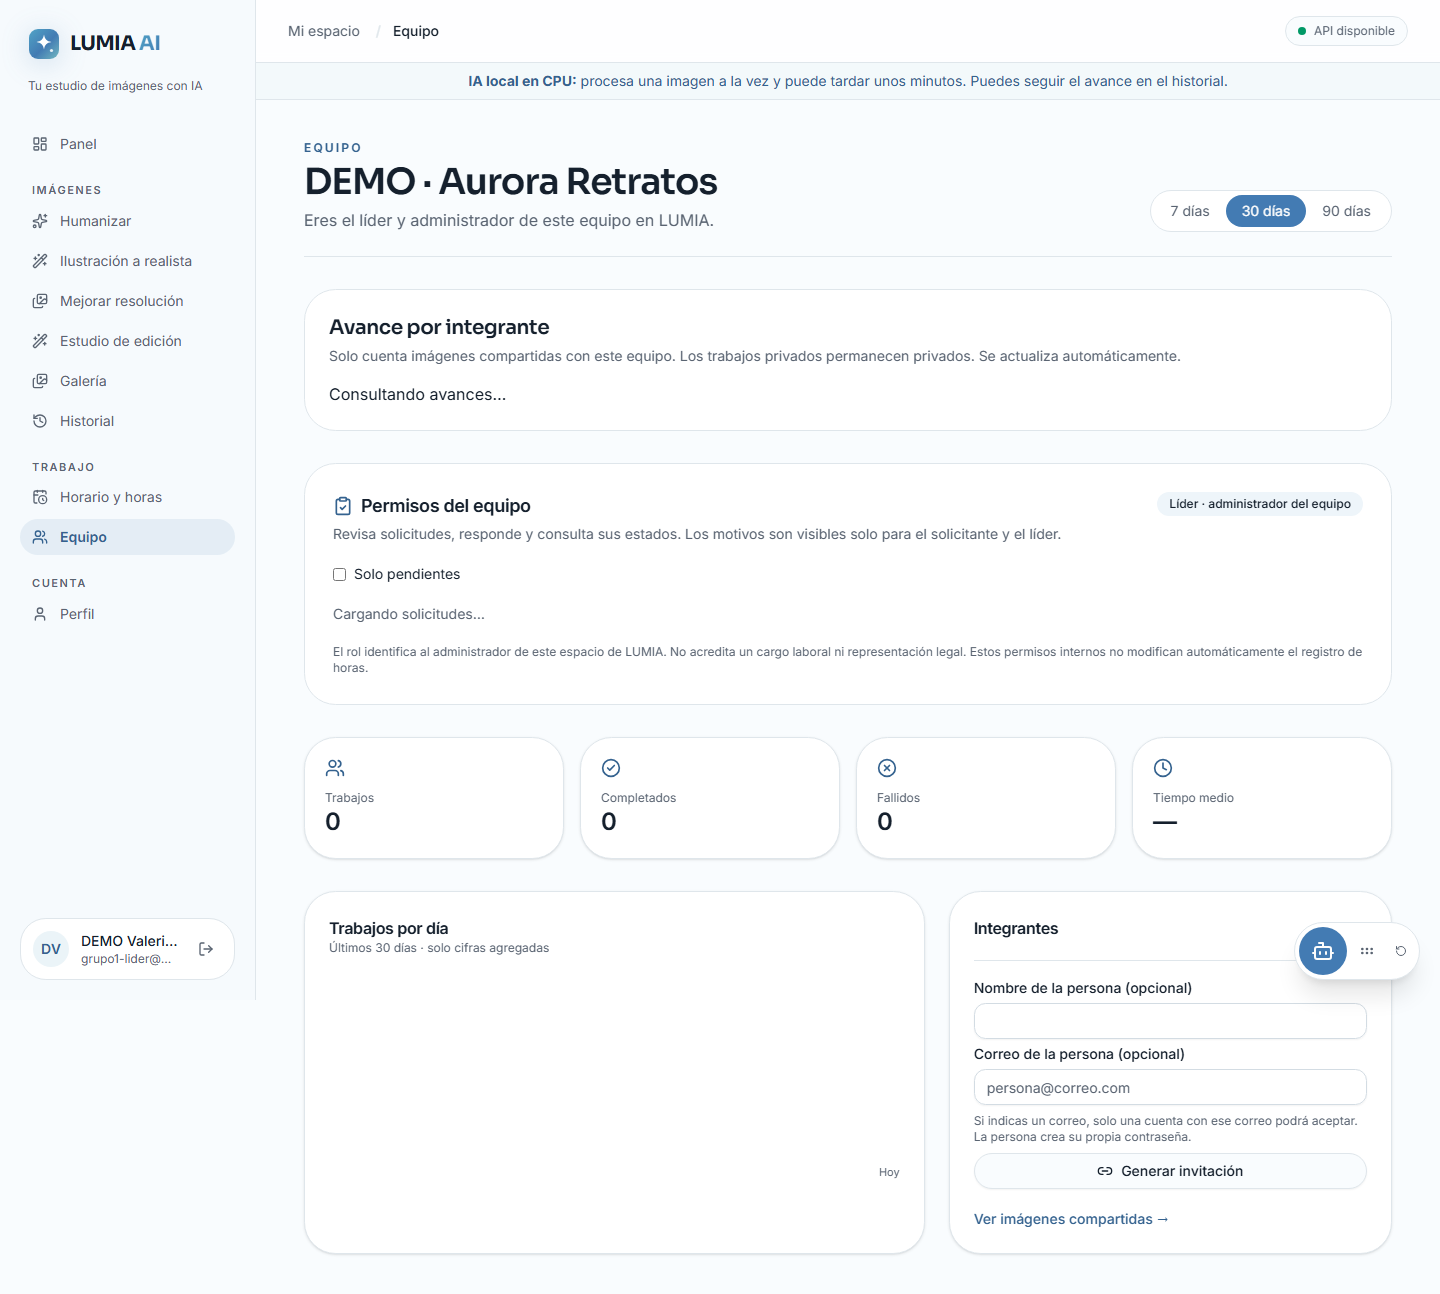 LUMIA AI
Tu estudio de imágenes con IA
Panel
IMÁGENES
Humanizar
Ilustración a realista
Mejorar resolución
Estudio de edición
Galería
Historial
TRABAJO
Horario y horas
Equipo
CUENTA
Perfil
DV
DEMO Valeri...
grupo1-lider@...
Mi espacio / Equipo
API disponible
IA local en CPU: procesa una imagen a la vez y puede tardar unos minutos. Puedes seguir el avance en el historial.
EQUIPO
DEMO · Aurora Retratos
Eres el líder y administrador de este equipo en LUMIA.
7 días 30 días 90 días
Avance por integrante
Solo cuenta imágenes compartidas con este equipo. Los trabajos privados permanecen privados. Se actualiza automáticamente.
Consultando avances...
Permisos del equipo
Líder · administrador del equipo
Revisa solicitudes, responde y consulta sus estados. Los motivos son visibles solo para el solicitante y el líder.
Solo pendientes
Cargando solicitudes...
El rol identifica al administrador de este espacio de LUMIA. No acredita un cargo laboral ni representación legal. Estos permisos internos no modifican automáticamente el registro de
horas.
Trabajos
0
Completados
0
Fallidos
0
Tiempo medio
—
Trabajos por día
Últimos 30 días · solo cifras agregadas
Hoy
Integrantes
Nombre de la persona (opcional)
Correo de la persona (opcional)
persona@correo.com
Si indicas un correo, solo una cuenta con ese correo podrá aceptar.
La persona crea su propia contraseña.
Generar invitación
Ver imágenes compartidas →